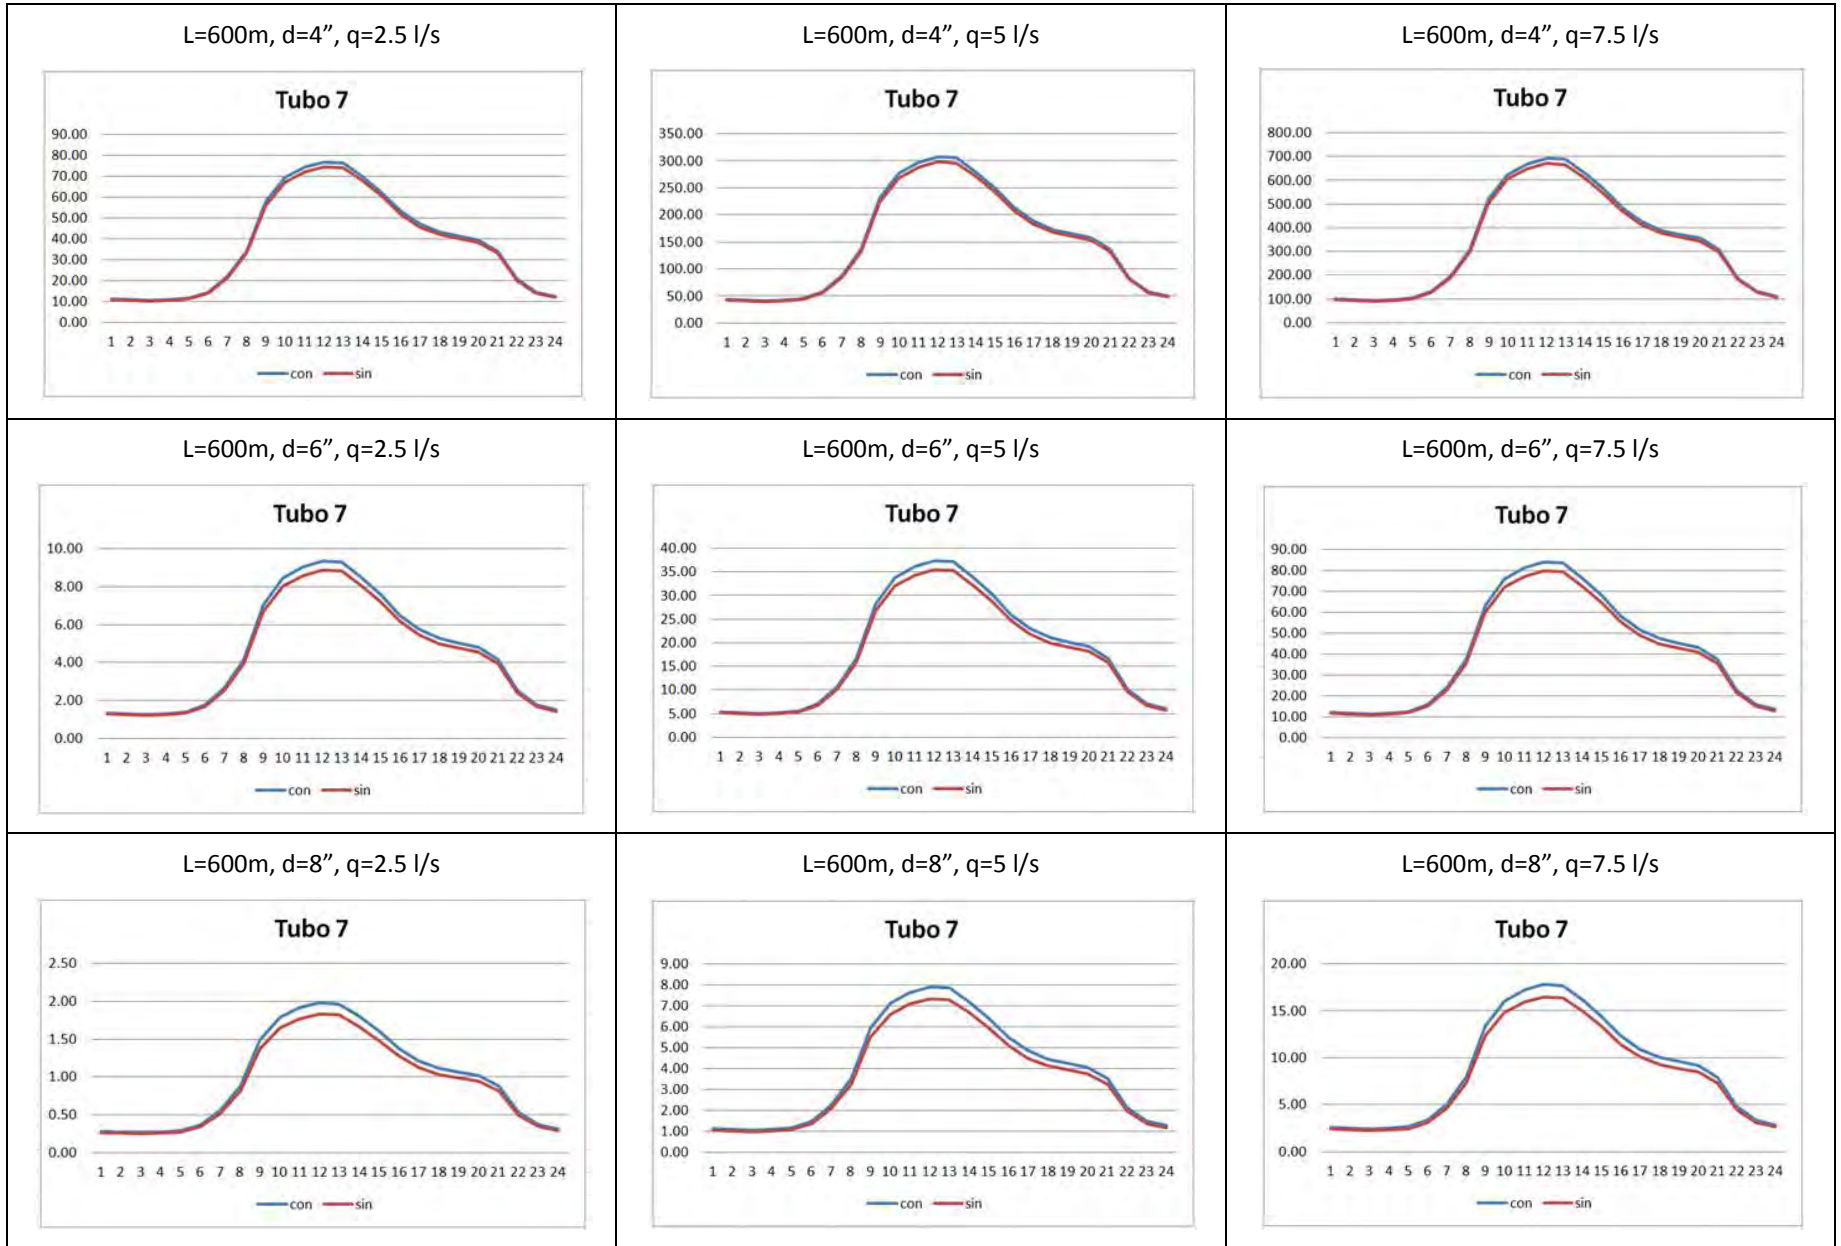 L=600m, d=4”, q=2.5 l/s
Tubo 7
90.00
80.00
70.00
60.00
50.00
40.00
30.00
20.00
10.00
0.00
1 2 3 4 5 6 7 8 9 10 11 12 13 14 15 16 17 18 19 20 21 22 23 24
con sin
L=600m, d=4”, q=5 l/s
Tubo 7
350.00
300.00
250.00
200.00
150.00
100.00
50.00
0.00
1 2 3 4 5 6 7 8 9 10 11 12 13 14 15 16 17 18 19 20 21 22 23 24
con sin
L=600m, d=4”, q=7.5 l/s
Tubo 7
800.00
700.00
600.00
500.00
400.00
300.00
200.00
100.00
0.00
1 2 3 4 5 6 7 8 9 10 11 12 13 14 15 16 17 18 19 20 21 22 23 24
con sin
L=600m, d=6”, q=2.5 l/s
Tubo 7
10.00
8.00
6.00
4.00
2.00
0.00
1 2 3 4 5 6 7 8 9 10 11 12 13 14 15 16 17 18 19 20 21 22 23 24
con sin
L=600m, d=6”, q=5 l/s
Tubo 7
40.00
35.00
30.00
25.00
20.00
15.00
10.00
5.00
0.00
1 2 3 4 5 6 7 8 9 10 11 12 13 14 15 16 17 18 19 20 21 22 23 24
con sin
L=600m, d=6”, q=7.5 l/s
Tubo 7
90.00
80.00
70.00
60.00
50.00
40.00
30.00
20.00
10.00
0.00
1 2 3 4 5 6 7 8 9 10 11 12 13 14 15 16 17 18 19 20 21 22 23 24
con sin
L=600m, d=8”, q=2.5 l/s
Tubo 7
2.50
2.00
1.50
1.00
0.50
0.00
1 2 3 4 5 6 7 8 9 10 11 12 13 14 15 16 17 18 19 20 21 22 23 24
con sin
L=600m, d=8”, q=5 l/s
Tubo 7
9.00
8.00
7.00
6.00
5.00
4.00
3.00
2.00
1.00
0.00
1 2 3 4 5 6 7 8 9 10 11 12 13 14 15 16 17 18 19 20 21 22 23 24
con sin
L=600m, d=8”, q=7.5 l/s
Tubo 7
20.00
15.00
10.00
5.00
0.00
1 2 3 4 5 6 7 8 9 10 11 12 13 14 15 16 17 18 19 20 21 22 23 24
con sin